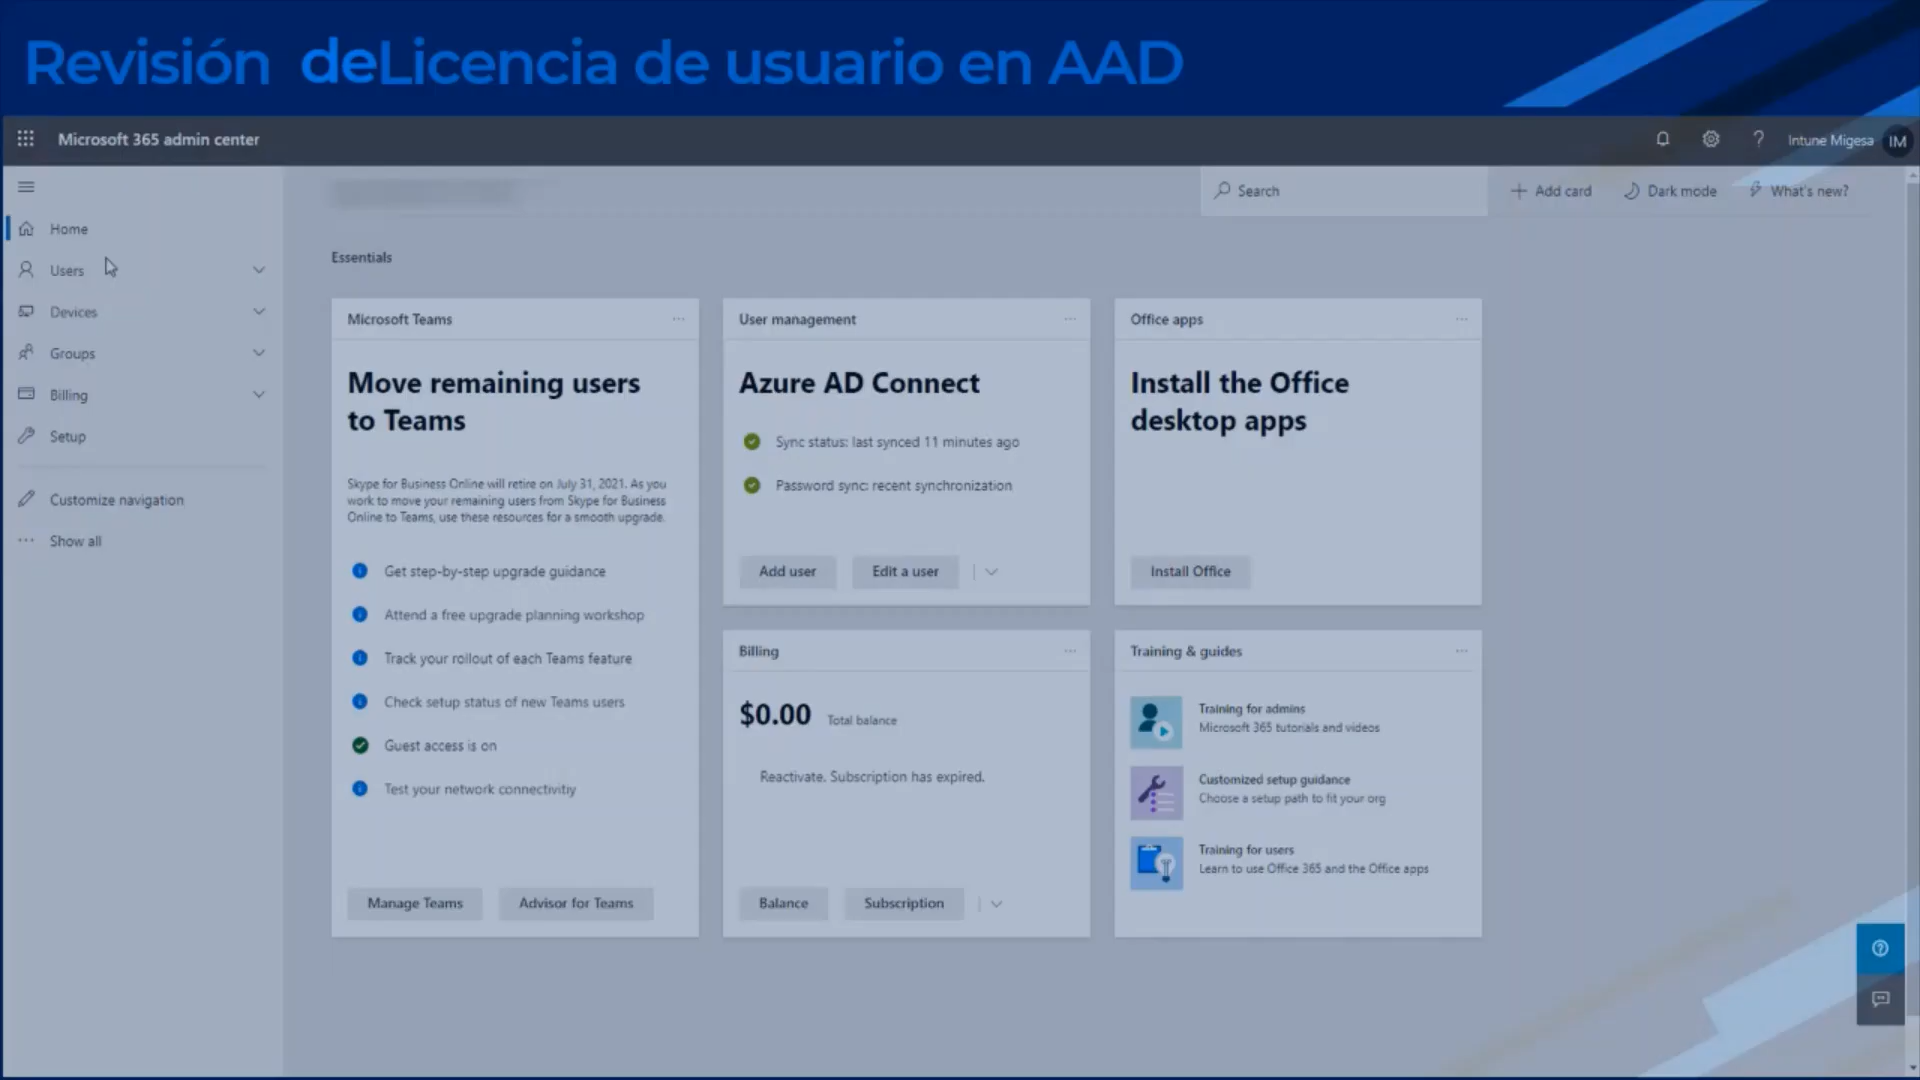 Revisión deLicencia de usuario en AAD
Microsoft 365 admin center
Intune Migesa
IM
Search
Add card
Dark mode
What's new?
Home
Users
Devices
Groups
Billing
Setup
Customize navigation
Show all
Essentials
Microsoft Teams
Move remaining users
to Teams
Skype for Business Online will retire on July 31, 2021. As you
work to move your remaining users from Skype for Business
Online to Teams, use these resources for a smooth upgrade.
Get step-by-step upgrade guidance
Attend a free upgrade planning workshop
Track your rollout of each Teams feature
Check setup status of new Teams users
Guest access is on
Test your network connectivitiy
Manage Teams
Advisor for Teams
User management
Azure AD Connect
Sync status: last synced 11 minutes ago
Password sync: recent synchronization
Add user
Edit a user
Office apps
Install the Office
desktop apps
Install Office
Billing
$0.00 Total balance
Reactivate. Subscription has expired.
Balance
Subscription
Training & guides
Training for admins
Microsoft 365 tutorials and videos
Customized setup guidance
Choose a setup path to fit your org
Training for users
Learn to use Office 365 and the Office apps